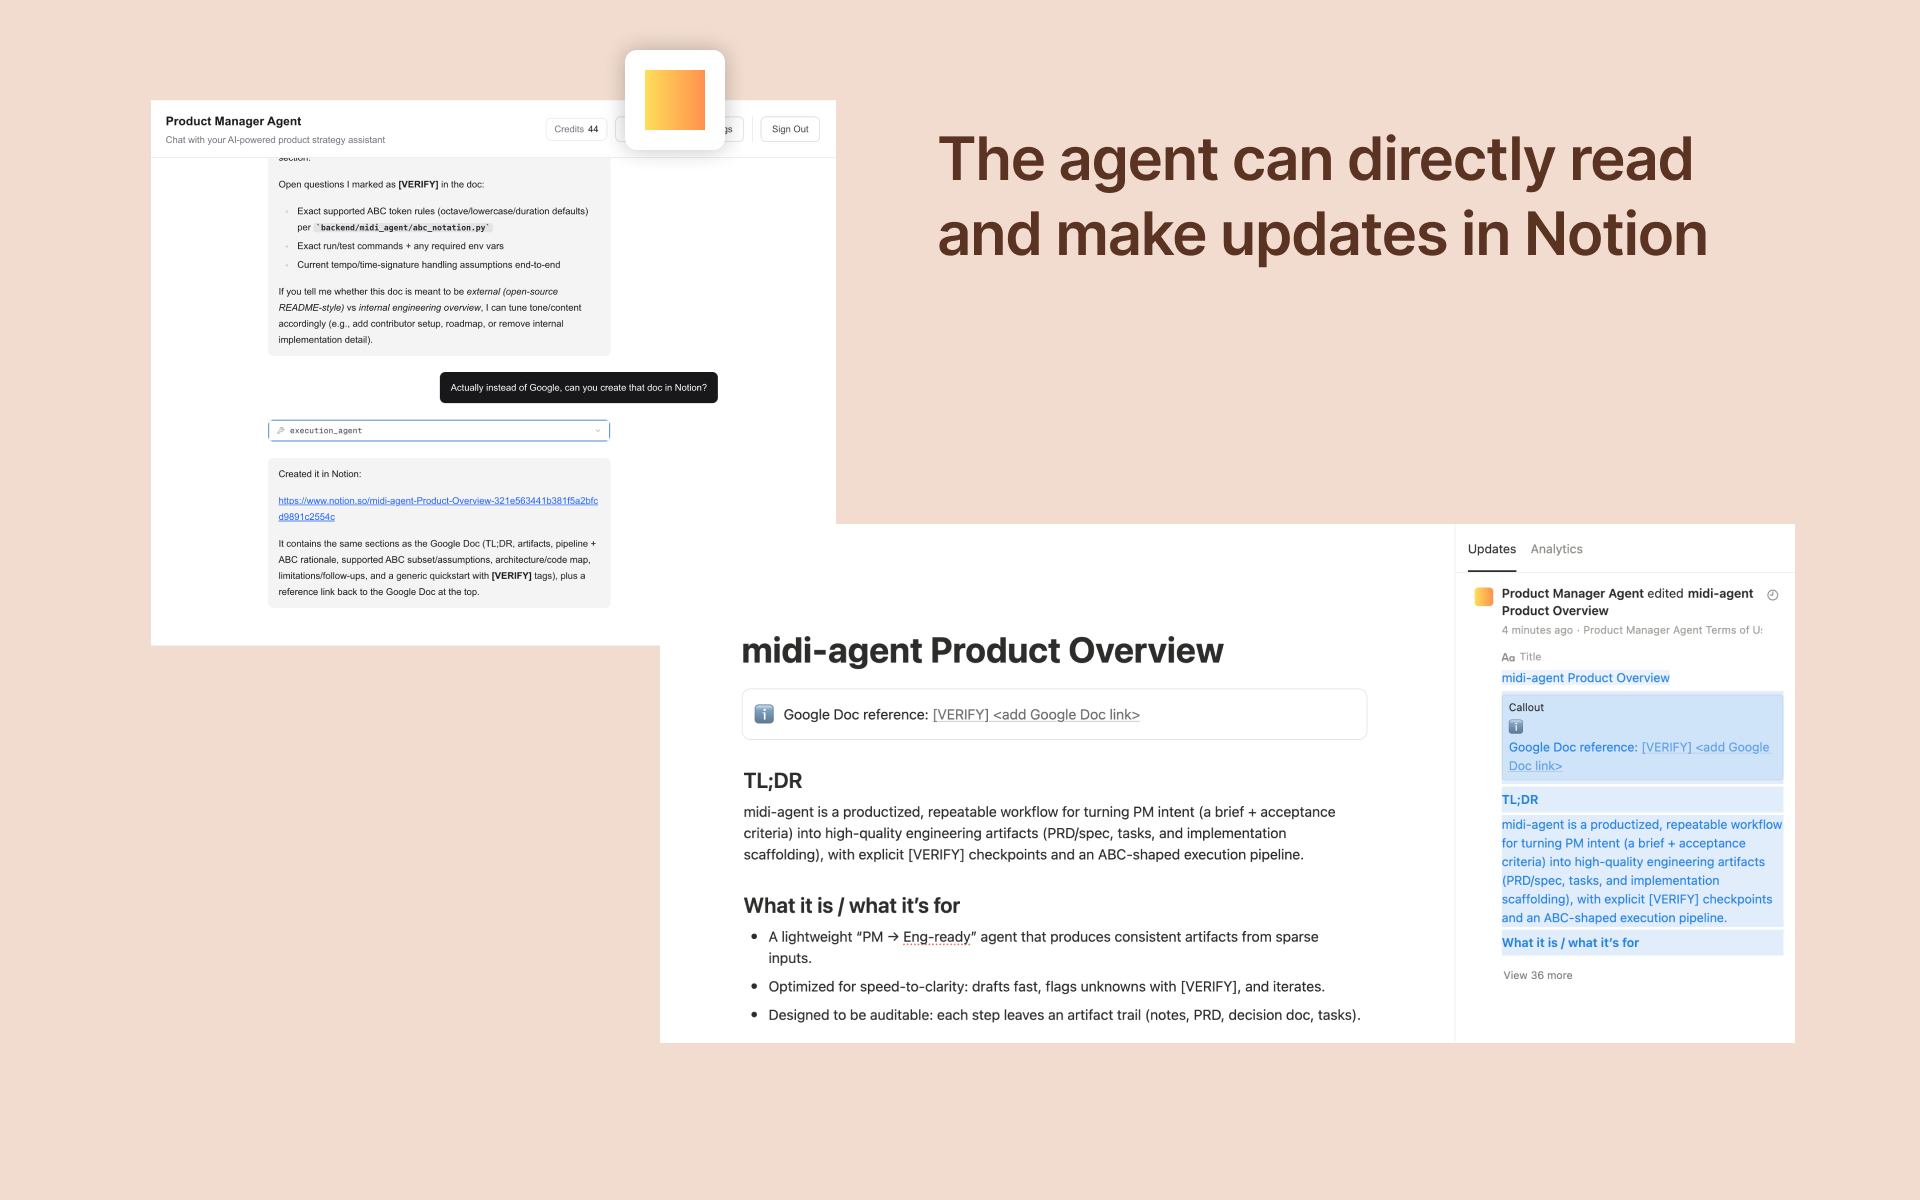 Product Manager Agent
Chat with your AI-powered product strategy assistant
Credits 44
Sign Out
section.
Open questions I marked as [VERIFY] in the doc:
Exact supported ABC token rules (octave/lowercase/duration defaults)
per `backend/midi_agent/abc_notation.py`
Exact run/test commands + any required env vars
Current tempo/time-signature handling assumptions end-to-end
If you tell me whether this doc is meant to be external (open-source
README-style) vs internal engineering overview, I can tune tone/content
accordingly (e.g., add contributor setup, roadmap, or remove internal
implementation detail).
Actually instead of Google, can you create that doc in Notion?
execution_agent
Created it in Notion:
https://www.notion.so/midi-agent-Product-Overview-321e563441b381f5a2bfc
d9891c2554c
It contains the same sections as the Google Doc (TL;DR, artifacts, pipeline +
ABC rationale, supported ABC subset/assumptions, architecture/code map,
limitations/follow-ups, and a generic quickstart with [VERIFY] tags), plus a
reference link back to the Google Doc at the top.
The agent can directly read
and make updates in Notion
midi-agent Product Overview
Google Doc reference: [VERIFY] <add Google Doc link>
TL;DR
midi-agent is a productized, repeatable workflow for turning PM intent (a brief + acceptance
criteria) into high-quality engineering artifacts (PRD/spec, tasks, and implementation
scaffolding), with explicit [VERIFY] checkpoints and an ABC-shaped execution pipeline.
What it is / what it’s for
• A lightweight “PM → Eng-ready” agent that produces consistent artifacts from sparse
inputs.
• Optimized for speed-to-clarity: drafts fast, flags unknowns with [VERIFY], and iterates.
• Designed to be auditable: each step leaves an artifact trail (notes, PRD, decision doc, tasks).
Updates Analytics
Product Manager Agent edited midi-agent
Product Overview
4 minutes ago · Product Manager Agent Terms of
Aa Title
midi-agent Product Overview
Callout
Google Doc reference: [VERIFY] <add Google
Doc link>
TL;DR
midi-agent is a productized, repeatable workflow
for turning PM intent (a brief + acceptance
criteria) into high-quality engineering artifacts
(PRD/spec, tasks, and implementation
scaffolding), with explicit [VERIFY] checkpoints
and an ABC-shaped execution pipeline.
What it is / what it’s for
View 36 more